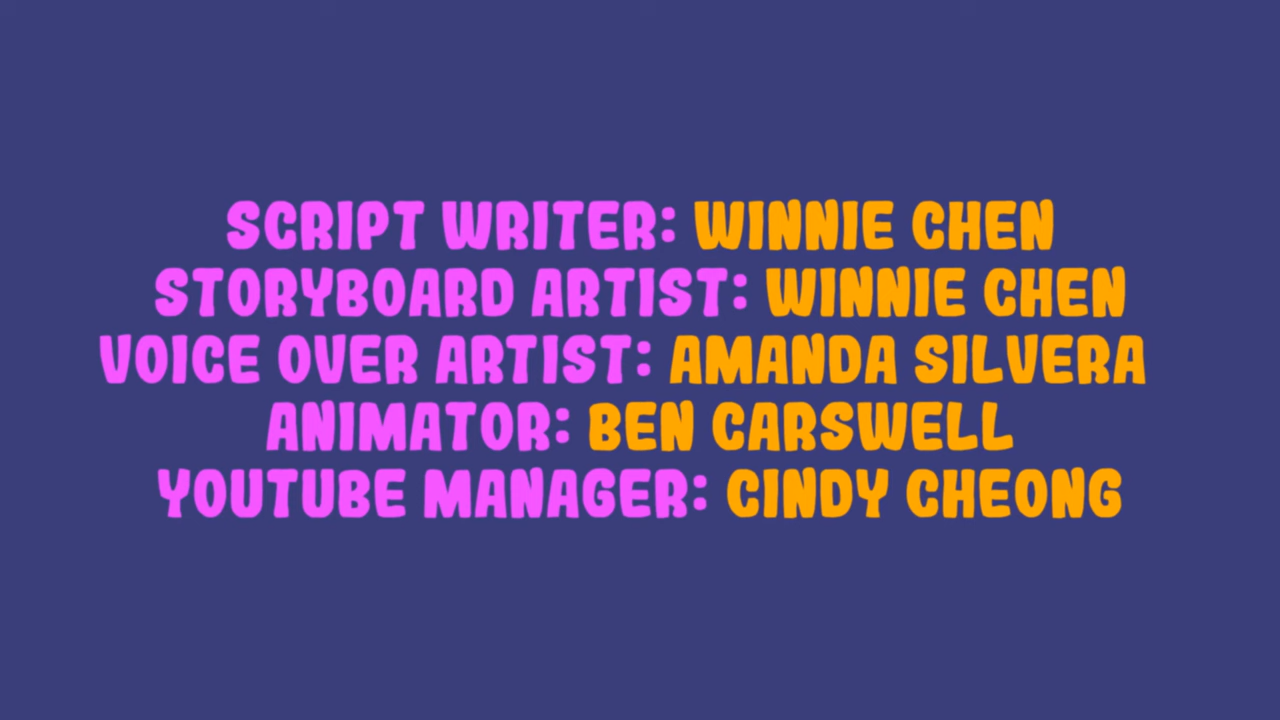 SCRIPT WRITER: WINNIE CHEN
STORYBOARD ARTIST: WINNIE CHEN
VOICE OVER ARTIST: AMANDA SILVERA
ANIMATOR: BEN CARSWELL
YOUTUBE MANAGER: CINDY CHEONG